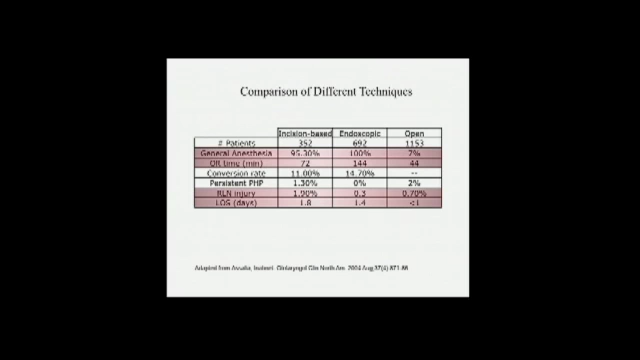 Comparison of Different Techniques
Incision-based Endoscopic Open
# Patients 352 692 1153
General Anesthesia 95.30% 100% 7%
OR time (min) 72 144 44
Conversion rate 11.00% 14.70% --
Persistent PHP 1.30% 0% 2%
RLN injury 1.00% 0.3 0.70%
LOS (days) 1.8 1.4 <1
Adapted from Otolaryngol Clin North Am. 2004 Aug;37(4)